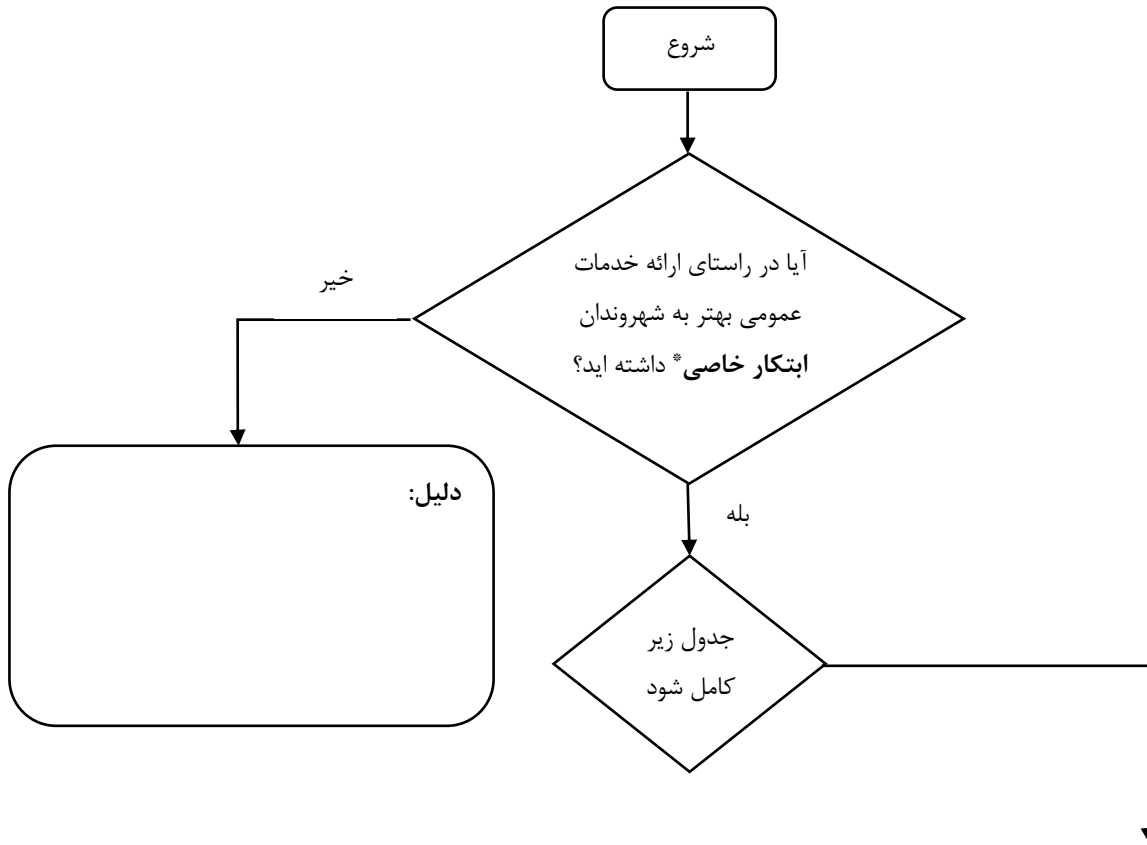 شروع
آیا در راستای ارائه خدمات
عمومی بهتر به شهروندان
ابتکار خاصی* داشته اید؟
خیر
دلیل:
بله
جدول زیر
کامل شود